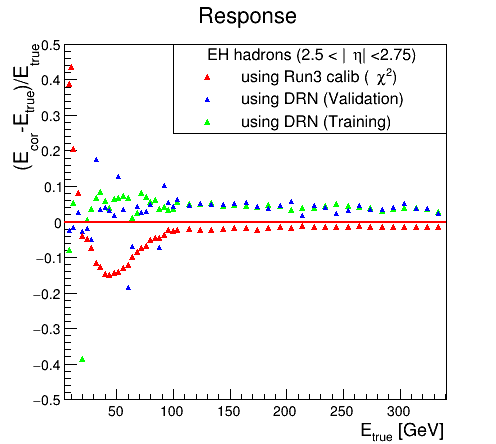 Response
EH hadrons (2.5 < | η| <2.75)
using Run3 calib ( χ²)
using DRN (Validation)
using DRN (Training)
(E_cor -E_true)/E_true
0.5
0.4
0.3
0.2
0.1
0
−0.1
−0.2
−0.3
−0.4
−0.5
50 100 150 200 250 300
E_true [GeV]